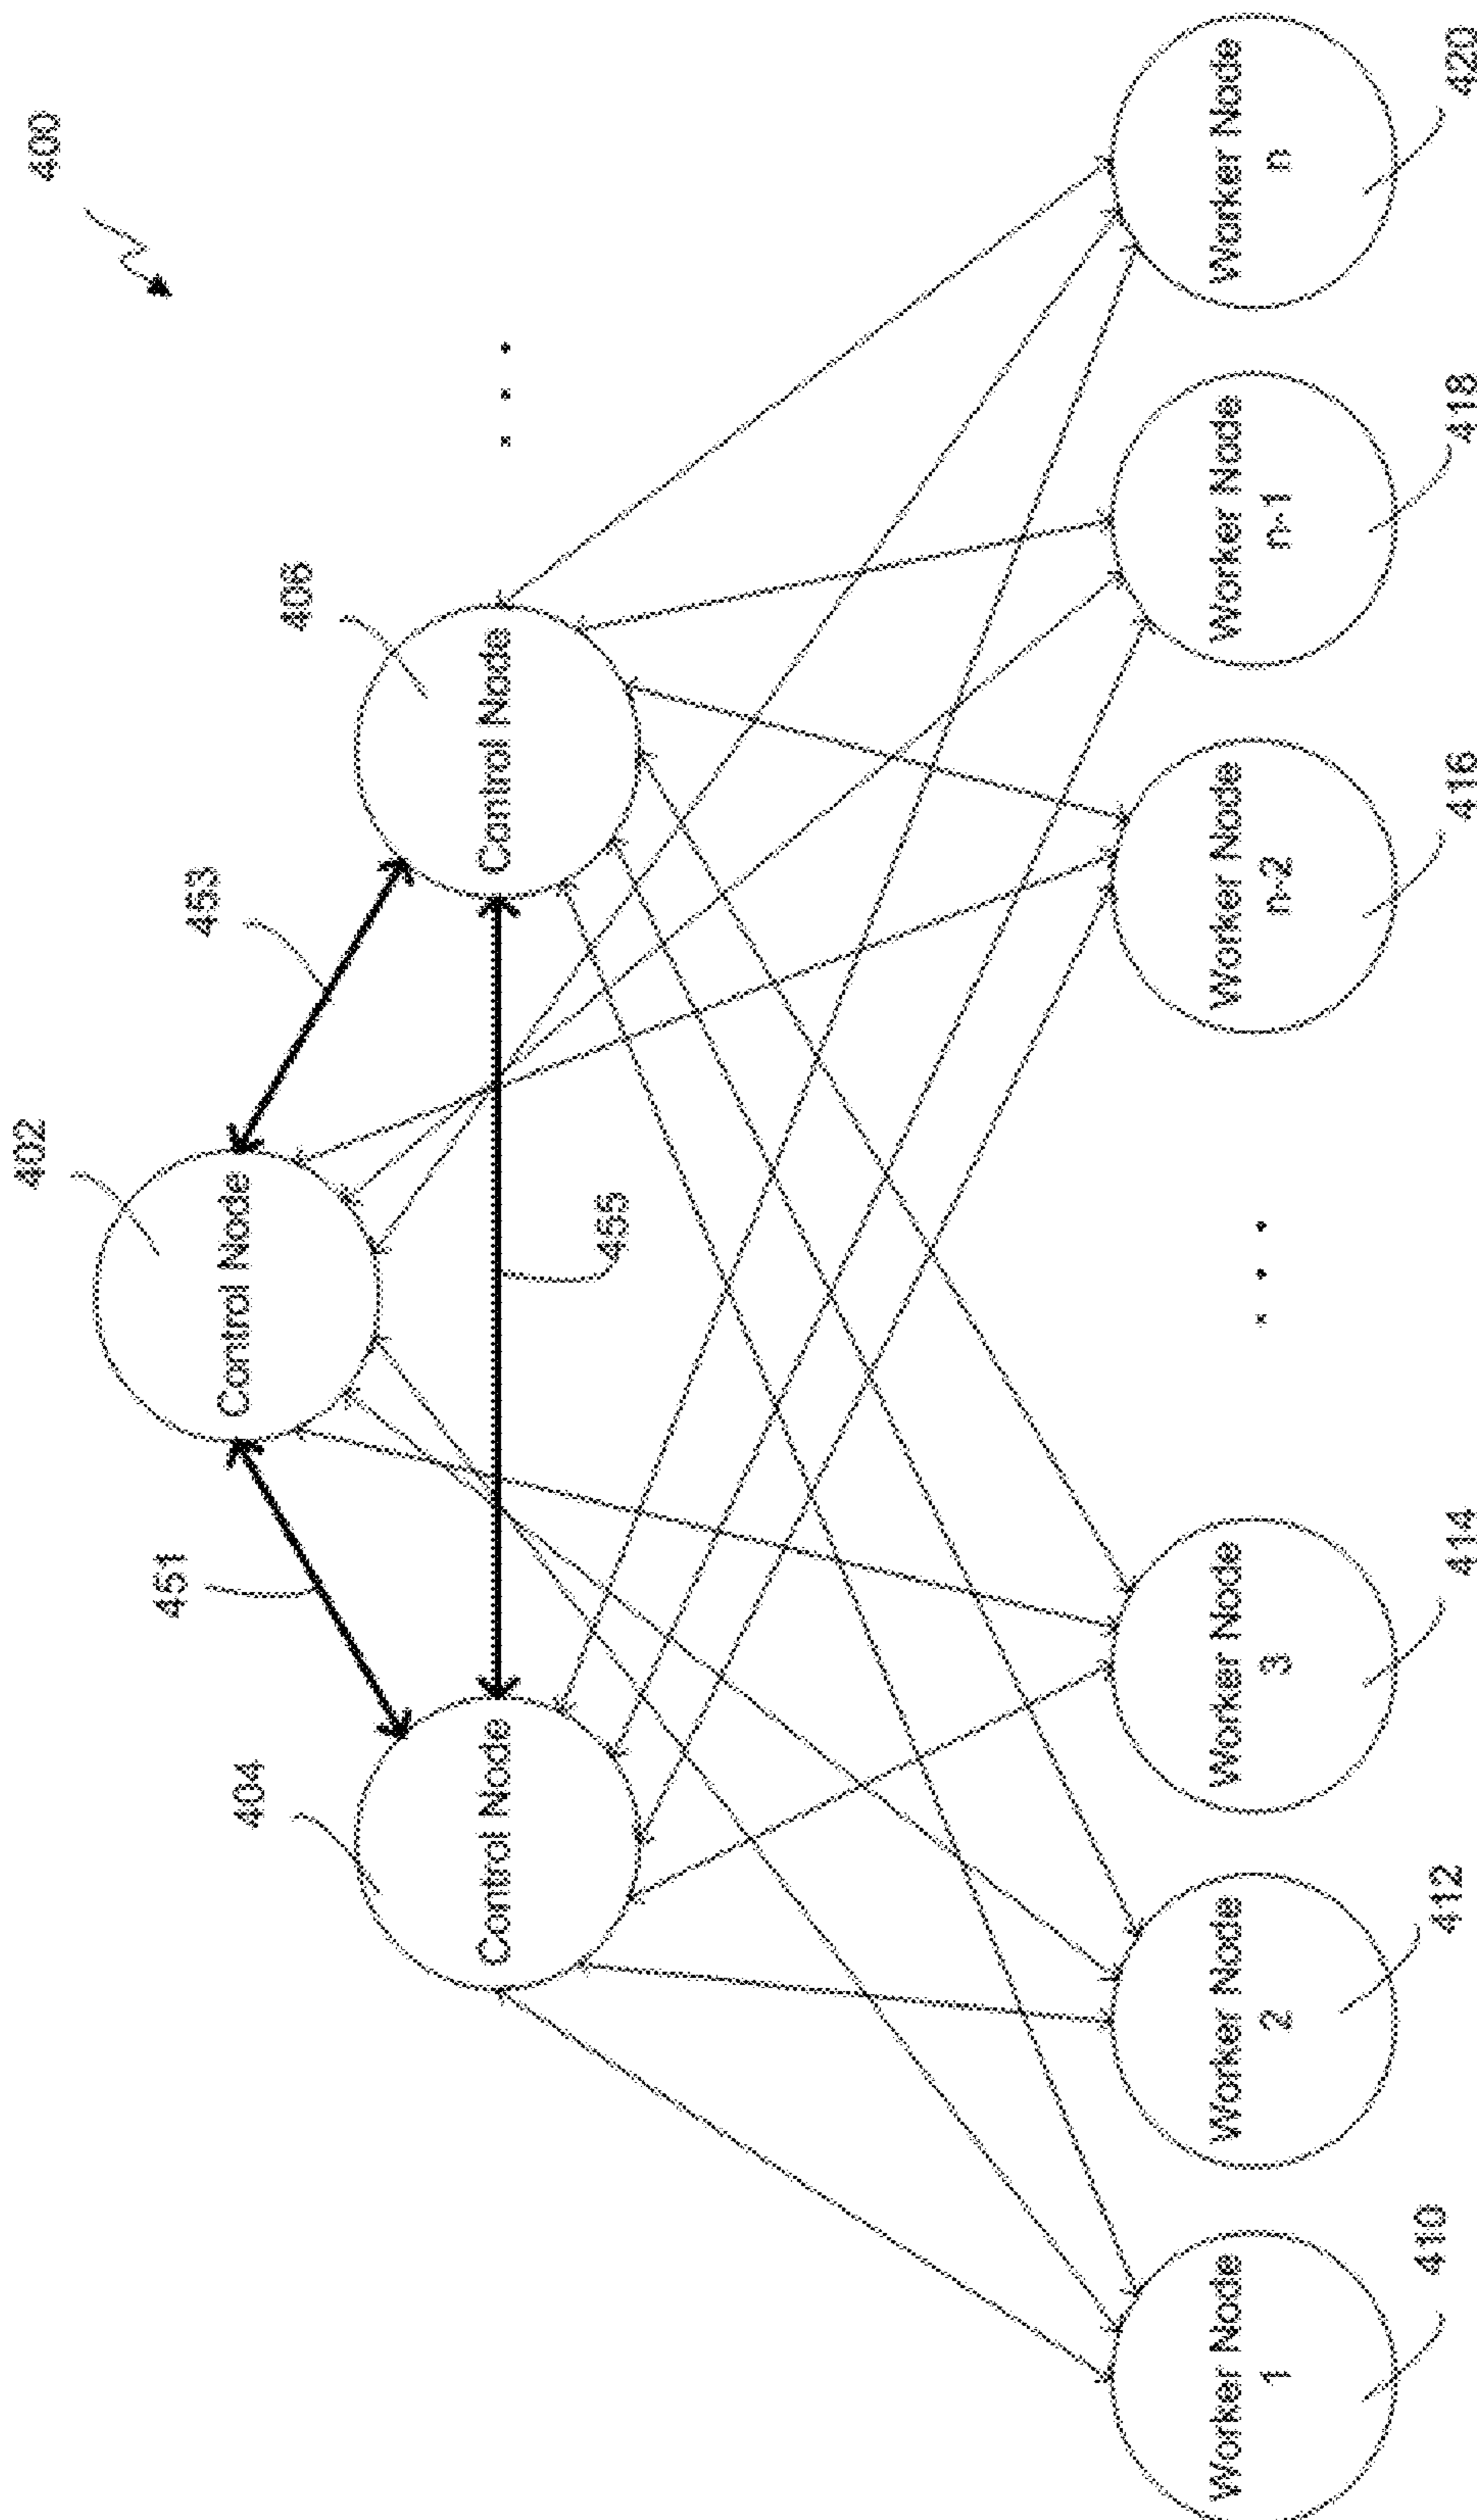 400
402
Control Node
451
453
404
Control Node
406
Control Node
455
. . .
Worker Node
1
Worker Node
2
Worker Node
3
. . .
Worker Node
n-2
Worker Node
n-1
Worker Node
n
410
412
414
416
418
420